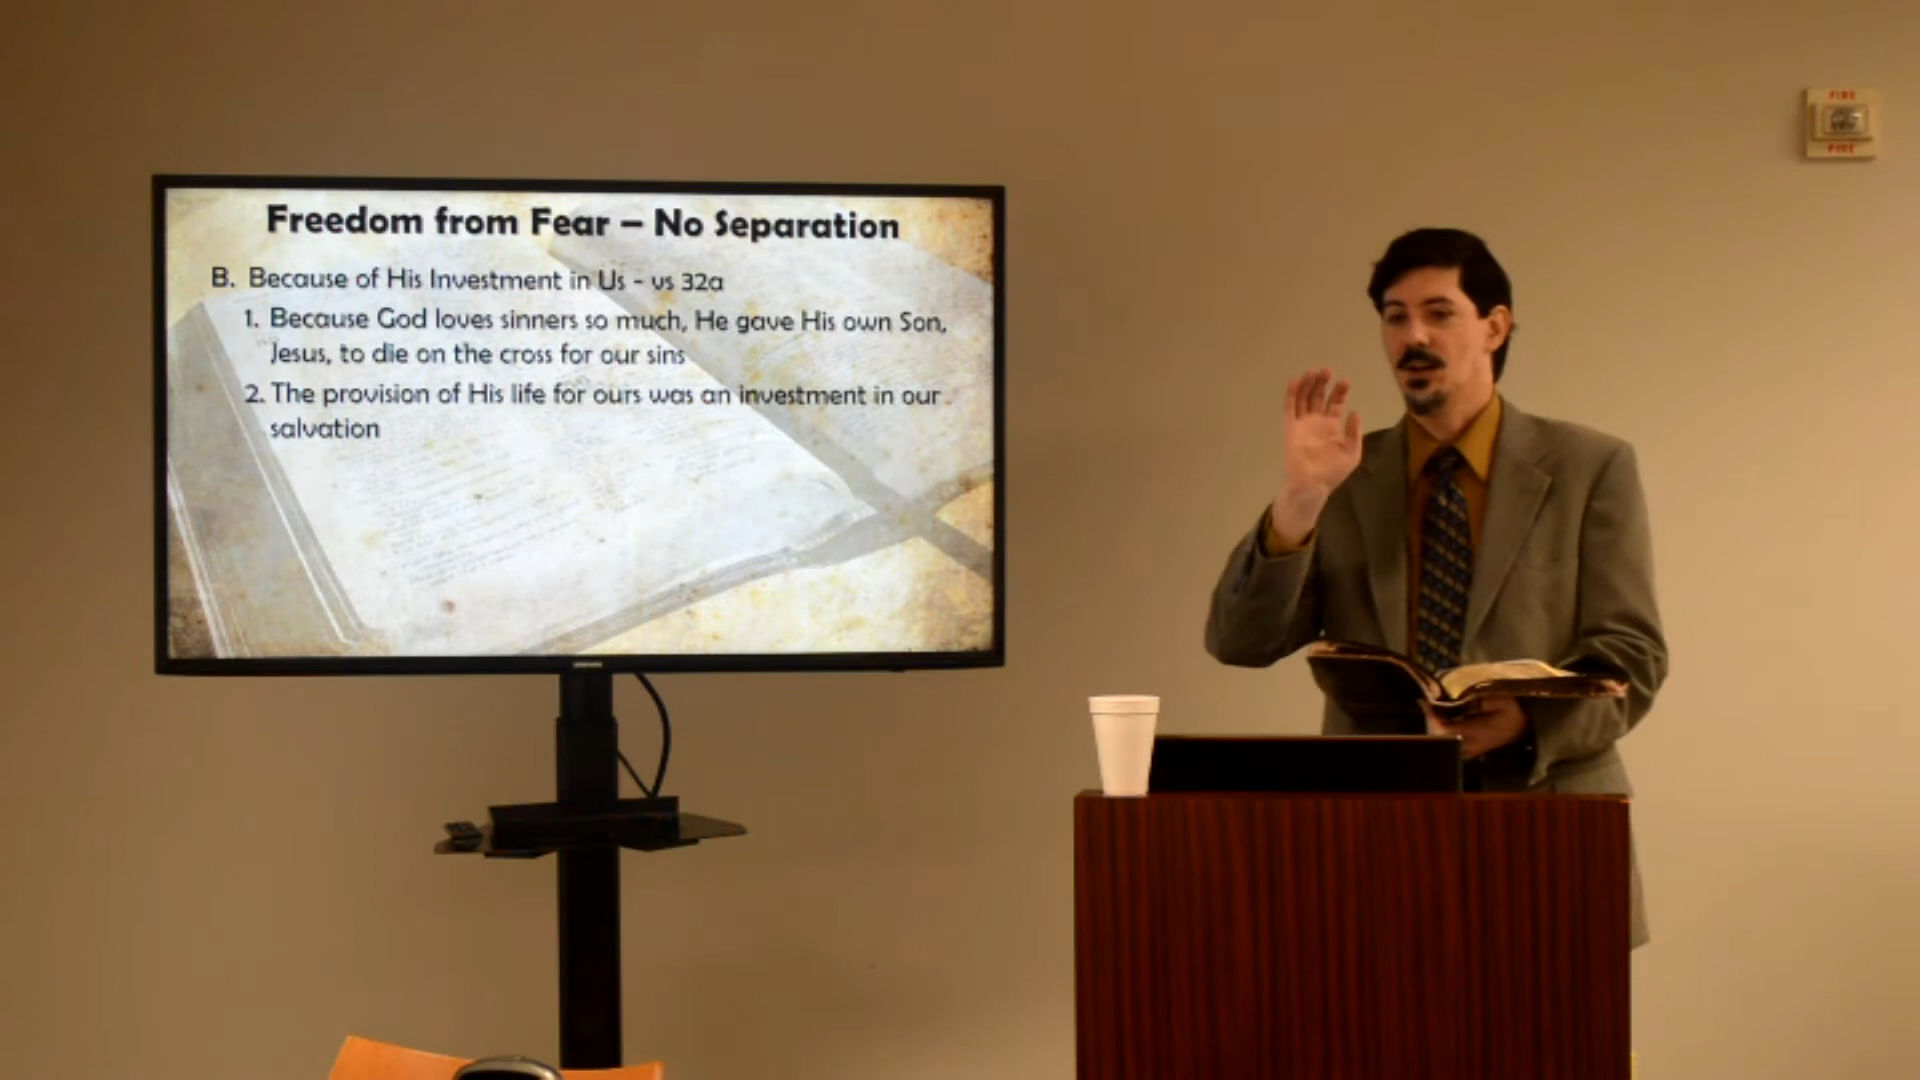 Freedom from Fear – No Separation
B. Because of His Investment in Us - vs 32a
1. Because God loves sinners so much, He gave His own Son,
Jesus, to die on the cross for our sins
2. The provision of His life for ours was an investment in our
salvation
FIRE
FIRE